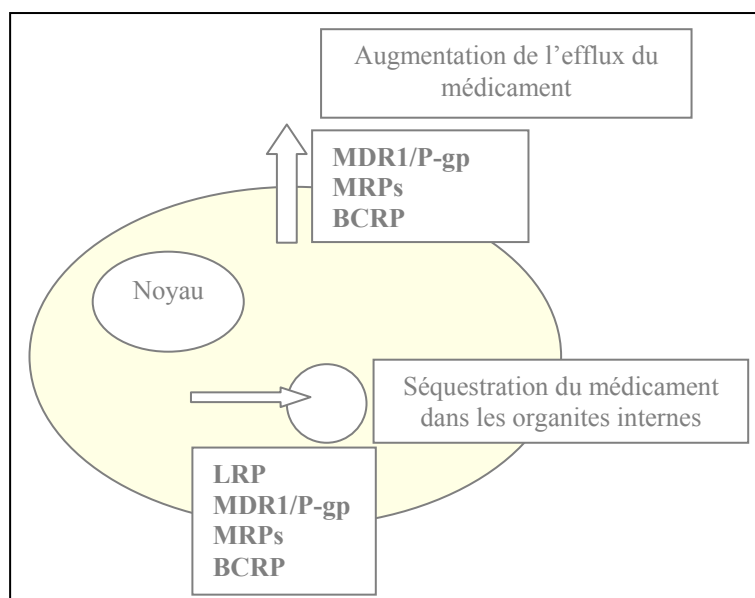 Augmentation de l’efflux du
médicament
MDR1/P-gp
MRPs
BCRP
Noyau
Séquestration du médicament
dans les organites internes
LRP
MDR1/P-gp
MRPs
BCRP